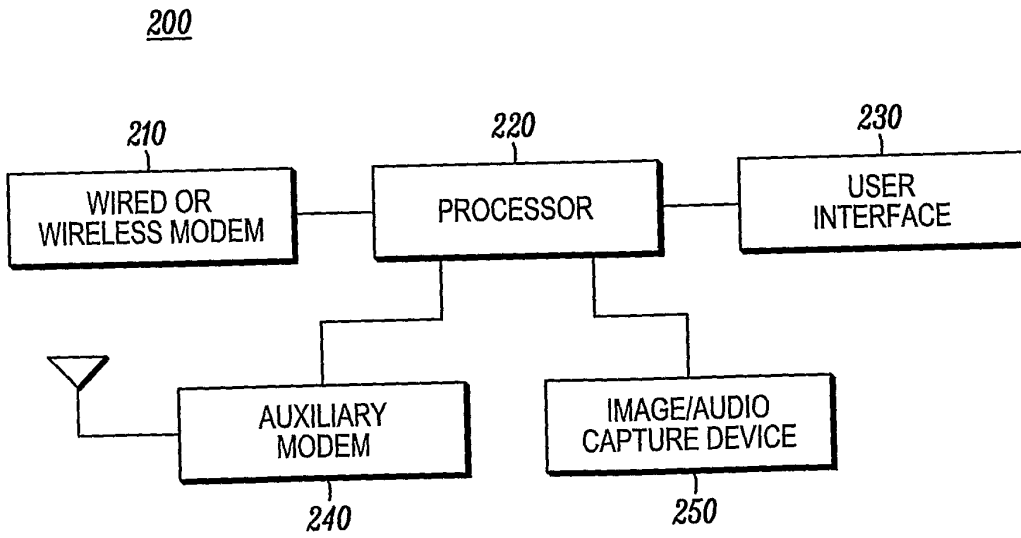 200
210
220
230
WIRED OR
WIRELESS MODEM
PROCESSOR
USER
INTERFACE
AUXILIARY
MODEM
IMAGE/AUDIO
CAPTURE DEVICE
240
250